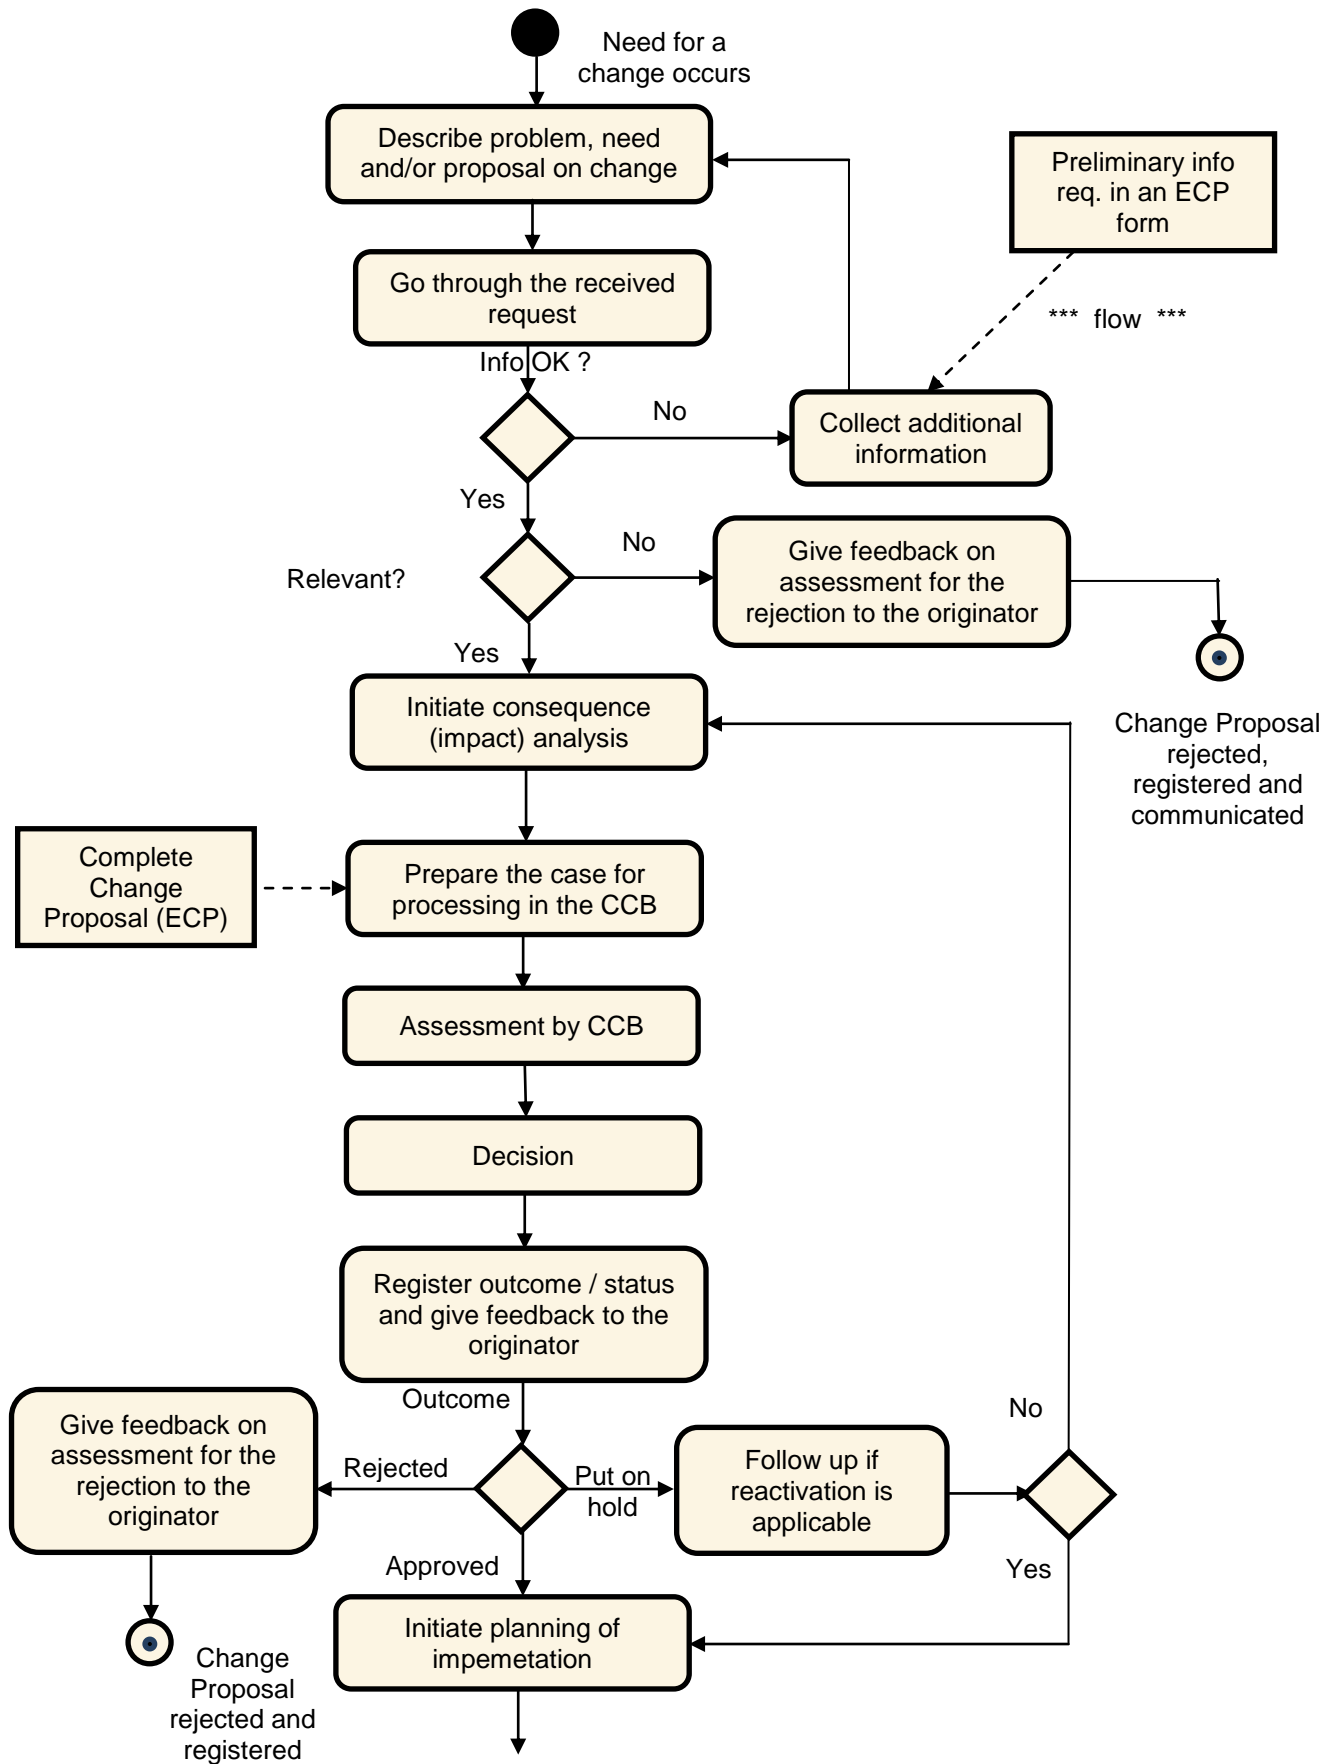 Need for a
change occurs
Describe problem, need
and/or proposal on change
Preliminary info
req. in an ECP
form
Go through the received
request
*** flow ***
Info OK ?
No
Collect additional
information
Yes
Relevant?
No
Give feedback on
assessment for the
rejection to the originator
Yes
Initiate consequence
(impact) analysis
Change Proposal
rejected,
registered and
communicated
Complete
Change
Proposal (ECP)
Prepare the case for
processing in the CCB
Assessment by CCB
Decision
Register outcome / status
and give feedback to the
originator
Outcome
Give feedback on
assessment for the
rejection to the
originator
Rejected
Put on
hold
Follow up if
reactivation is
applicable
No
Approved
Yes
Initiate planning of
impemetation
Change
Proposal
rejected and
registered